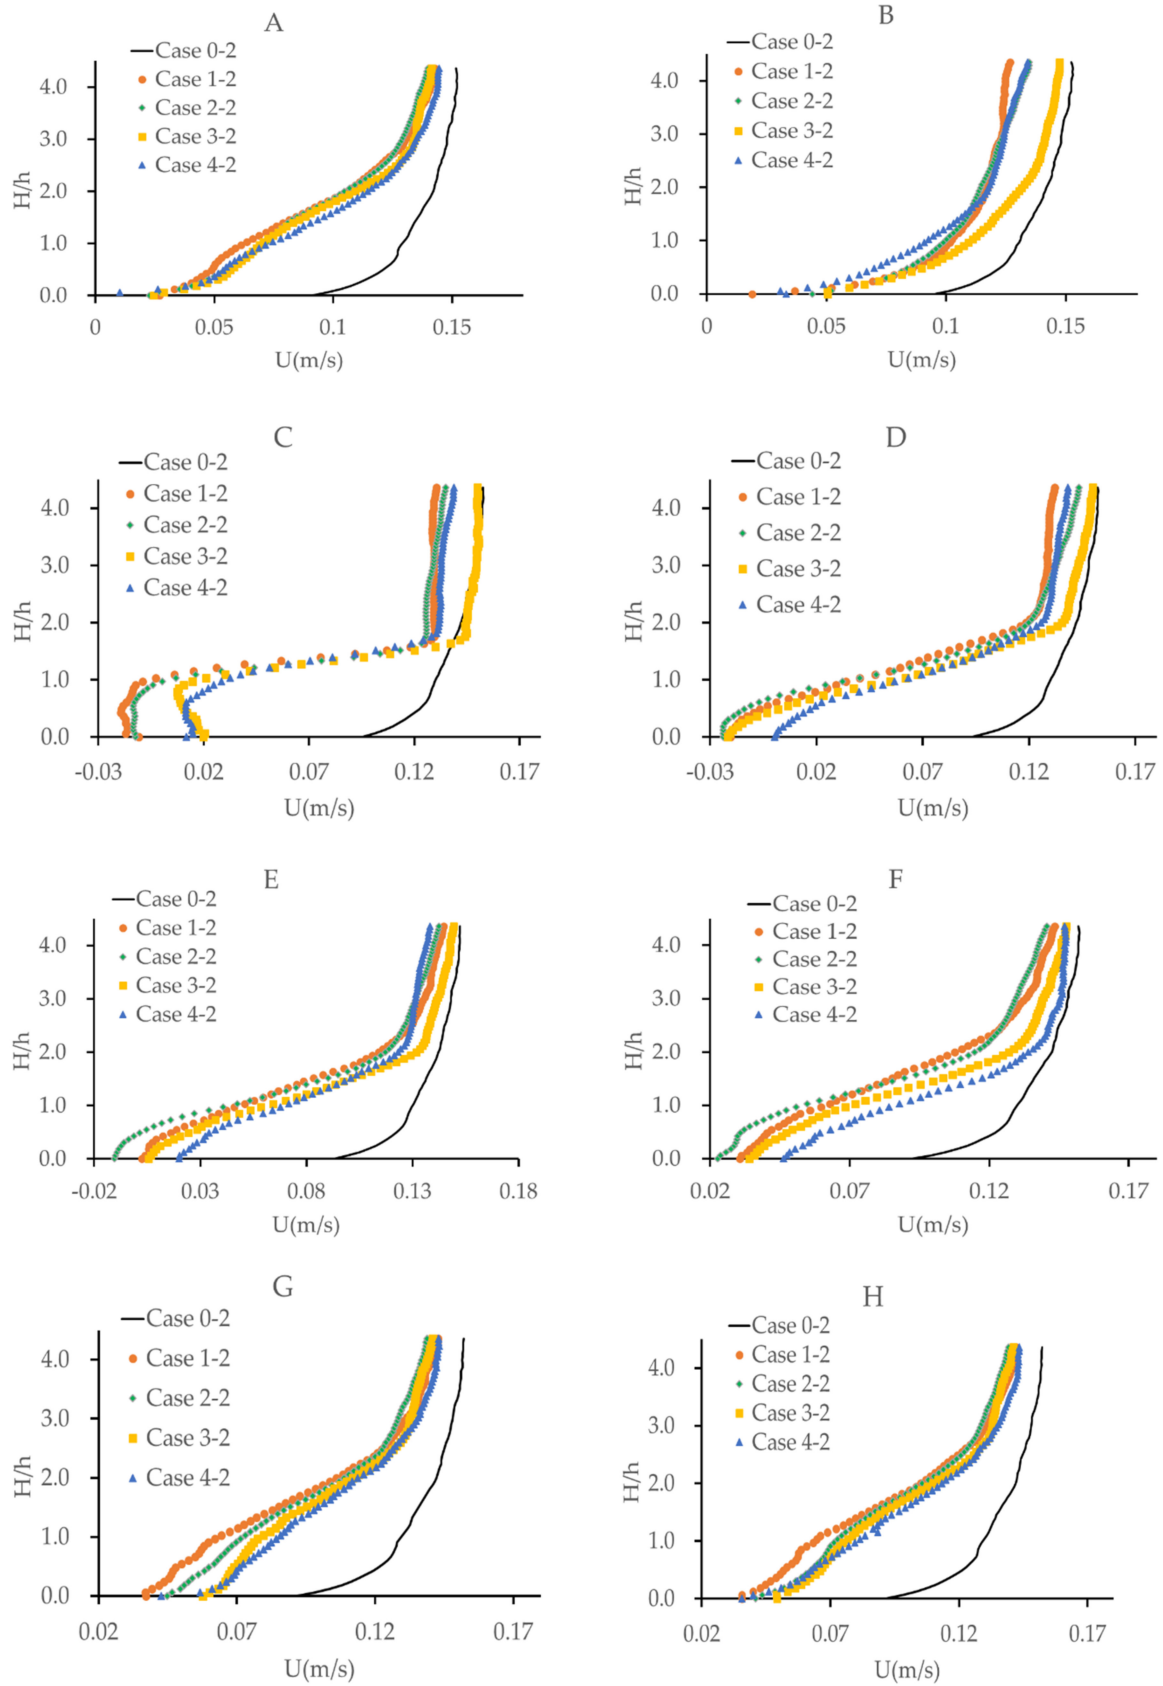 A
Case 0-2
Case 1-2
Case 2-2
Case 3-2
Case 4-2
4.0
3.0
2.0
1.0
0.0
H/h
0 0.05 0.1 0.15
U(m/s)
B
Case 0-2
Case 1-2
Case 2-2
Case 3-2
Case 4-2
4.0
3.0
2.0
1.0
0.0
H/h
0 0.05 0.1 0.15
U(m/s)
C
Case 0-2
Case 1-2
Case 2-2
Case 3-2
Case 4-2
4.0
3.0
2.0
1.0
0.0
H/h
-0.03 0.02 0.07 0.12 0.17
U(m/s)
D
Case 0-2
Case 1-2
Case 2-2
Case 3-2
Case 4-2
4.0
3.0
2.0
1.0
0.0
H/h
-0.03 0.02 0.07 0.12 0.17
U(m/s)
E
Case 0-2
Case 1-2
Case 2-2
Case 3-2
Case 4-2
4.0
3.0
2.0
1.0
0.0
H/h
-0.02 0.03 0.08 0.13 0.18
U(m/s)
F
Case 0-2
Case 1-2
Case 2-2
Case 3-2
Case 4-2
4.0
3.0
2.0
1.0
0.0
H/h
0.02 0.07 0.12 0.17
U(m/s)
G
Case 0-2
Case 1-2
Case 2-2
Case 3-2
Case 4-2
4.0
3.0
2.0
1.0
0.0
H/h
0.02 0.07 0.12 0.17
U(m/s)
H
Case 0-2
Case 1-2
Case 2-2
Case 3-2
Case 4-2
4.0
3.0
2.0
1.0
0.0
H/h
0.02 0.07 0.12 0.17
U(m/s)